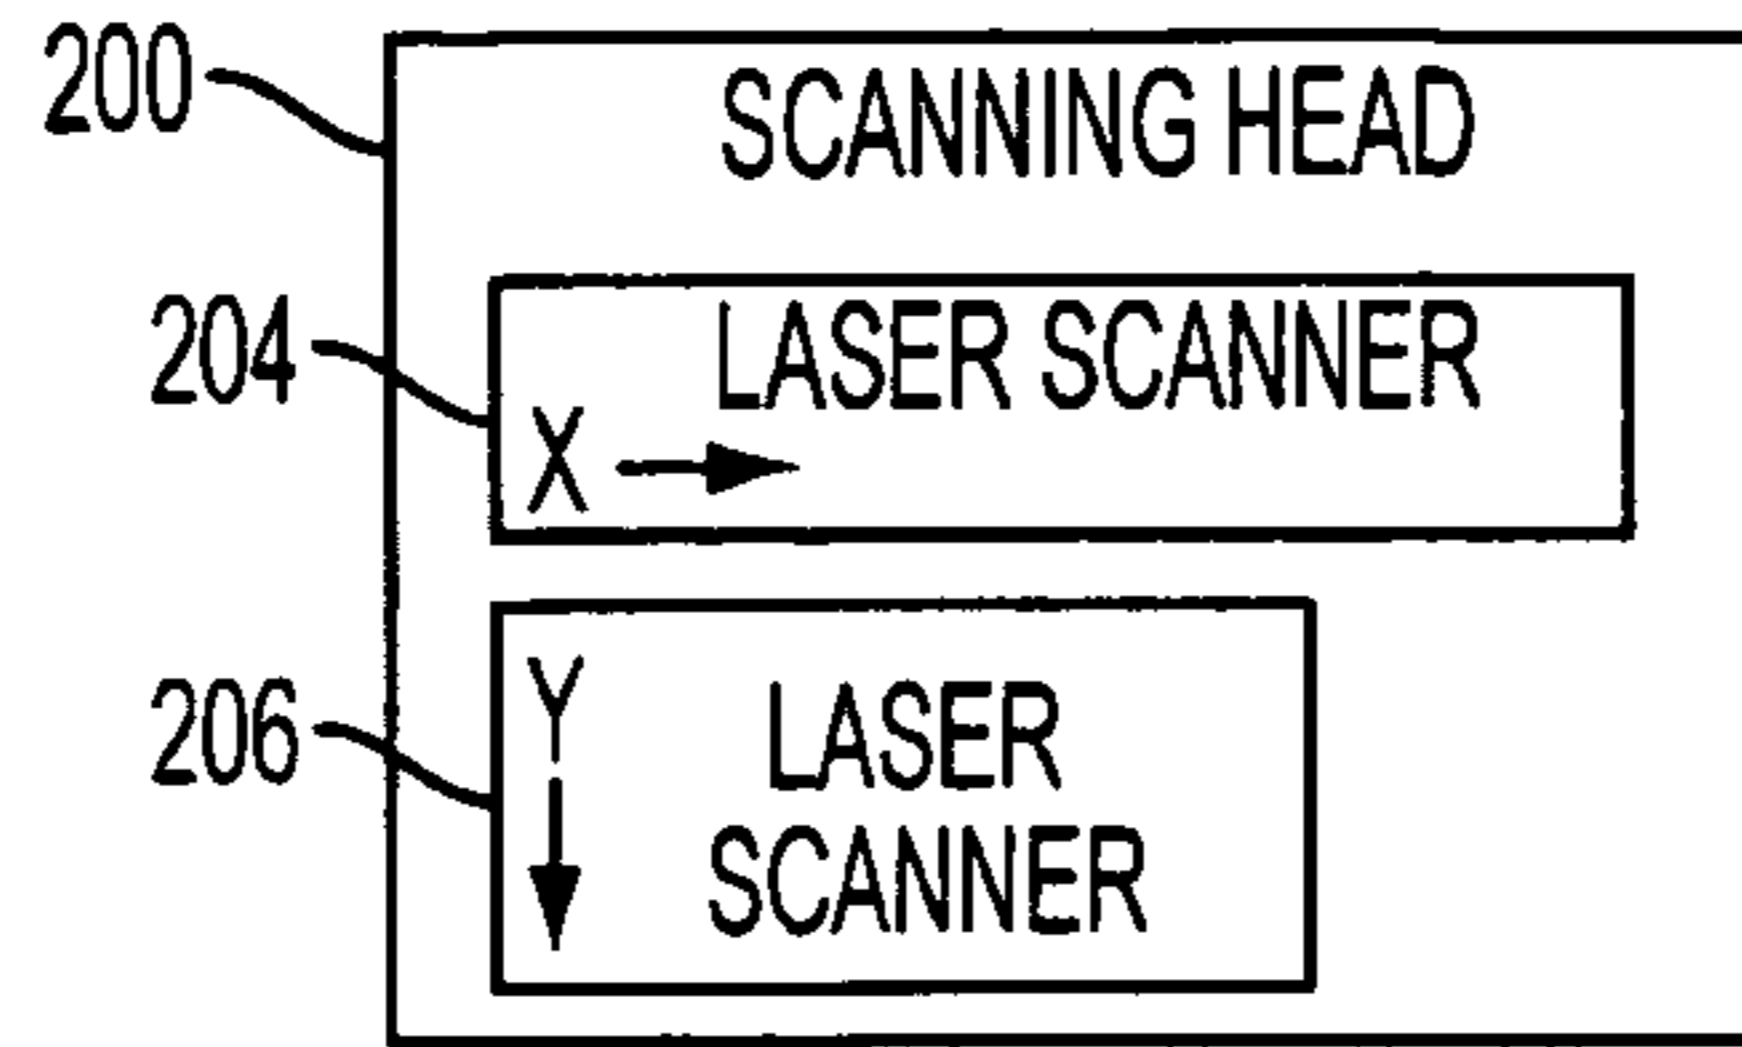 200
SCANNING HEAD
204
LASER SCANNER
X
206
Y
LASER
SCANNER